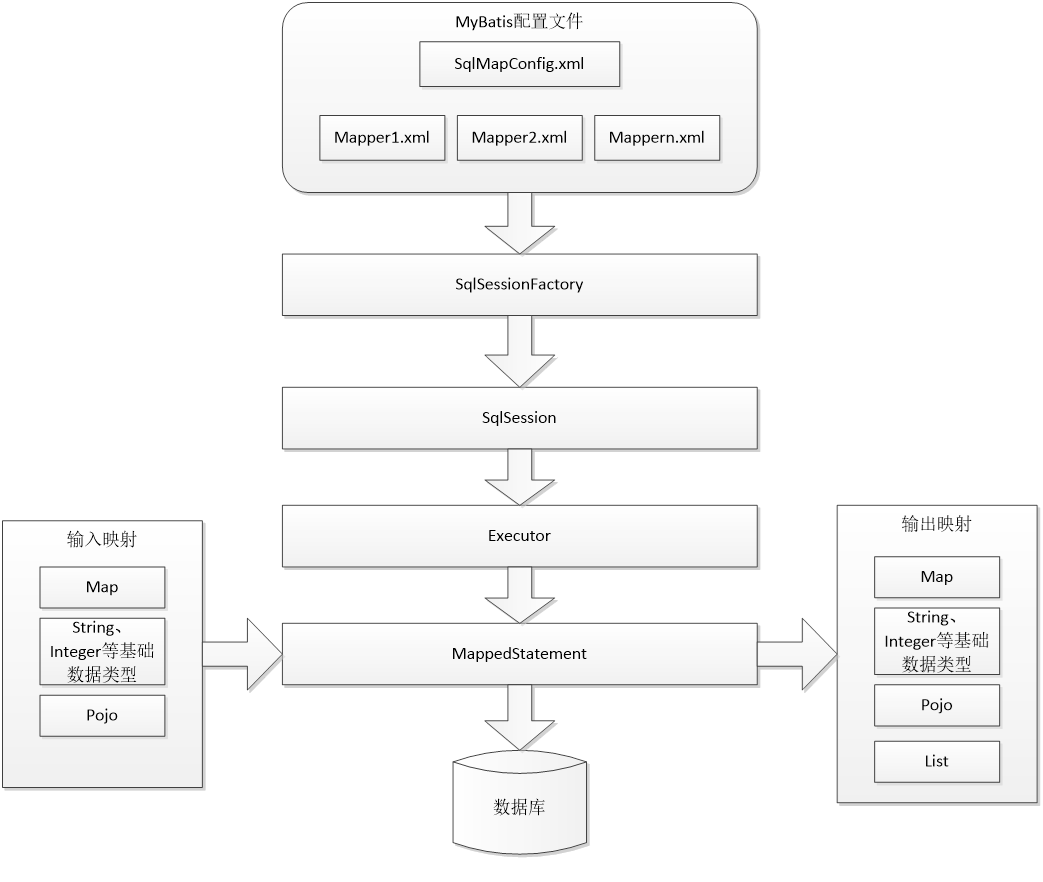 MyBatis配置文件
SqlMapConfig.xml
Mapper1.xml
Mapper2.xml
Mappern.xml
SqlSessionFactory
SqlSession
Executor
输入映射
Map
String、
Integer等基础
数据类型
Pojo
MappedStatement
输出映射
Map
String、
Integer等基础
数据类型
Pojo
List
数据库